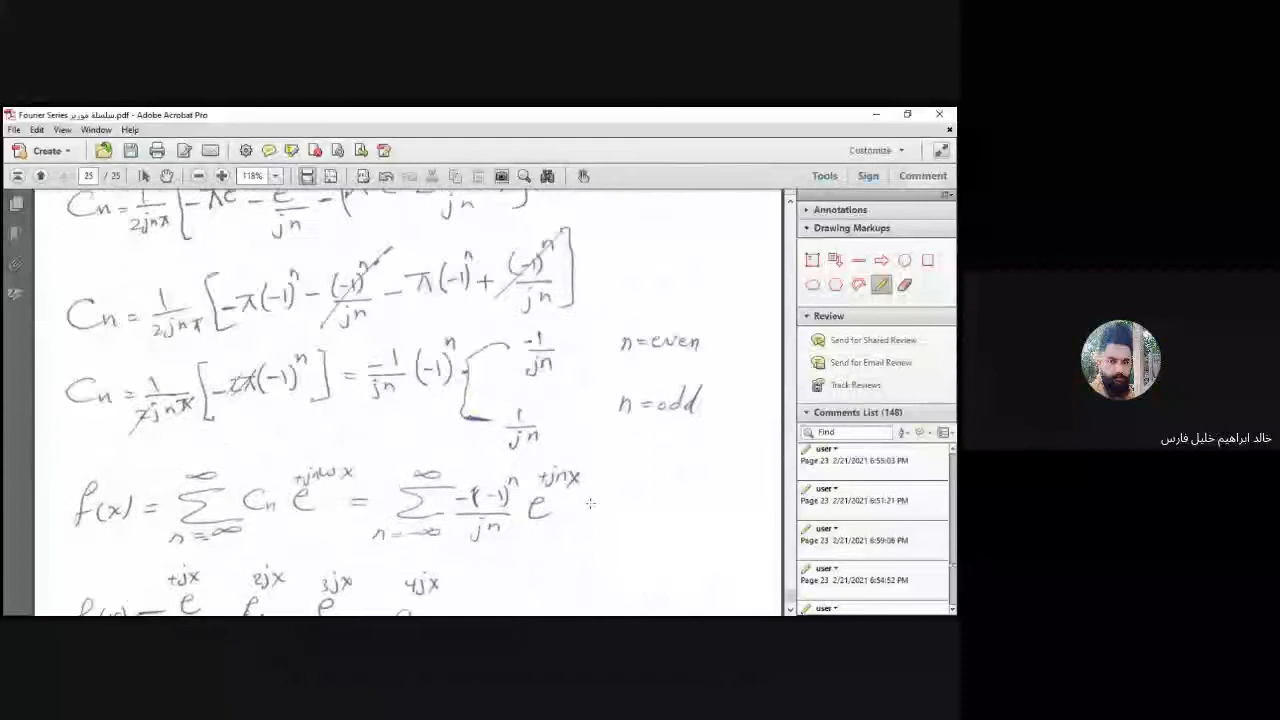 Fourier Series سلسلة فوريير.pdf - Adobe Acrobat Pro
File Edit View Window Help
Create Customize
25 / 25 118% Tools Sign Comment
Cn = 1/2jnπ [
Cn = 1/2jnπ [-π(-1)^n - (-1)^n/jn - π(-1)^n + (-1)^n/jn]
Cn = 1/2jnπ [-2π(-1)^n] = -1/jn (-1)^n
-1/jn n=even
1/jn n=odd
f(x) = ∑_{n=-∞}^{∞} Cn e^{+jnωx} = ∑_{n=-∞}^{∞} -(-1)^n/jn e^{+jnx}
f(x) = e^{+jx} e^{2jx} e^{3jx} e^{4jx}
Annotations
Drawing Markups
Review
Send for Shared Review
Send for Email Review
Track Reviews
Comments List (148)
Find
user
Page 23 2/21/2021 6:55:03 PM
user
Page 23 2/21/2021 6:51:21 PM
user
Page 23 2/21/2021 6:59:06 PM
user
Page 23 2/21/2021 6:54:52 PM
user
خالد ابراهيم خليل فارس